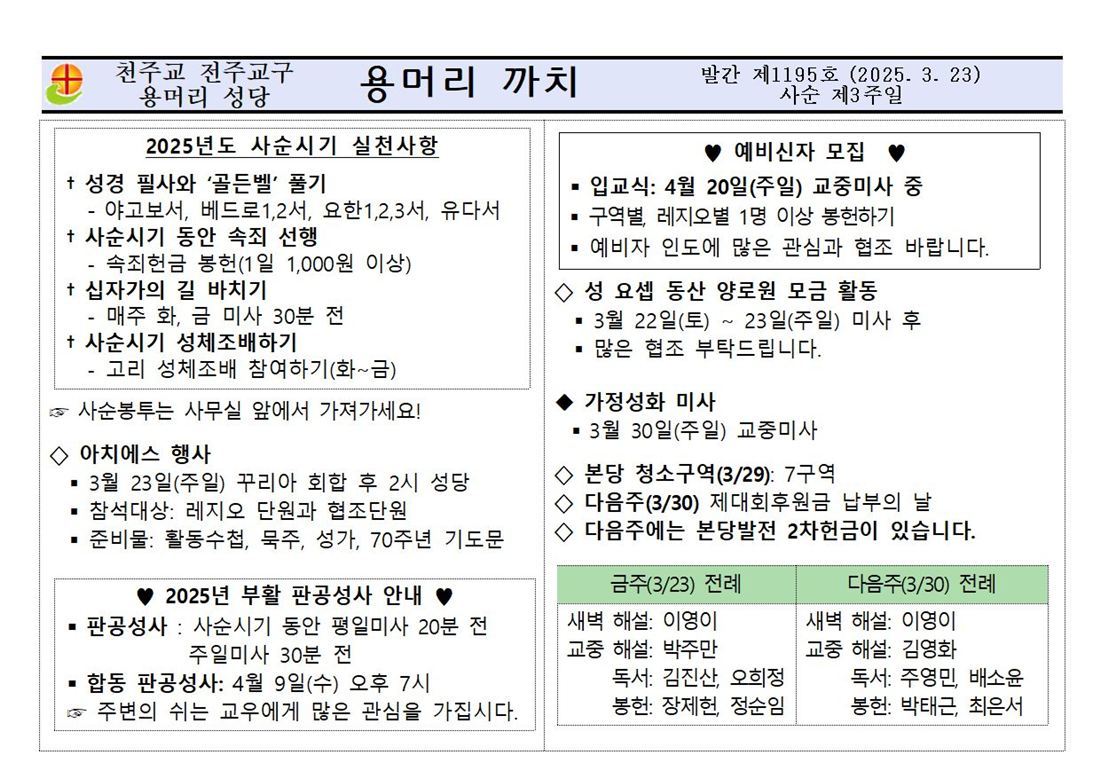 천주교 전주교구
용머리 성당
용머리 까치
발간 제1195호 (2025. 3. 23)
사순 제3주일
2025년도 사순시기 실천사항
† 성경 필사와 ‘골든벨’ 풀기
- 야고보서, 베드로1,2서, 요한1,2,3서, 유다서
† 사순시기 동안 속죄 선행
- 속죄헌금 봉헌(1일 1,000원 이상)
† 십자가의 길 바치기
- 매주 화, 금 미사 30분 전
† 사순시기 성체조배하기
- 고리 성체조배 참여하기(화~금)
☞ 사순봉투는 사무실 앞에서 가져가세요!
◇ 아치에스 행사
▪ 3월 23일(주일) 꾸리아 회합 후 2시 성당
▪ 참석대상: 레지오 단원과 협조단원
▪ 준비물: 활동수첩, 묵주, 성가, 70주년 기도문
♥ 2025년 부활 판공성사 안내 ♥
▪ 판공성사 : 사순시기 동안 평일미사 20분 전
주일미사 30분 전
▪ 합동 판공성사: 4월 9일(수) 오후 7시
☞ 주변의 쉬는 교우에게 많은 관심을 가집시다.
♥ 예비신자 모집 ♥
▪ 입교식: 4월 20일(주일) 교중미사 중
▪ 구역별, 레지오별 1명 이상 봉헌하기
▪ 예비자 인도에 많은 관심과 협조 바랍니다.
◇ 성 요셉 동산 양로원 모금 활동
▪ 3월 22일(토) ~ 23일(주일) 미사 후
▪ 많은 협조 부탁드립니다.
◆ 가정성화 미사
▪ 3월 30일(주일) 교중미사
◇ 본당 청소구역(3/29): 7구역
◇ 다음주(3/30) 제대회후원금 납부의 날
◇ 다음주에는 본당발전 2차헌금이 있습니다.
금주(3/23) 전례
새벽 해설: 이영이
교중 해설: 박주만
독서: 김진산, 오희정
봉헌: 장제헌, 정순임
다음주(3/30) 전례
새벽 해설: 이영이
교중 해설: 김영화
독서: 주영민, 배소윤
봉헌: 박태근, 최은서